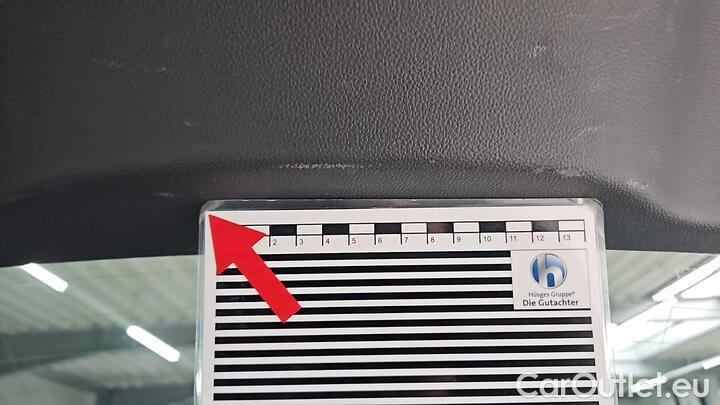 2 3 4 5 6 7 8 9 10 11 12 13
Hüsges Gruppe®
Die Gutachter
CarOutlet.eu